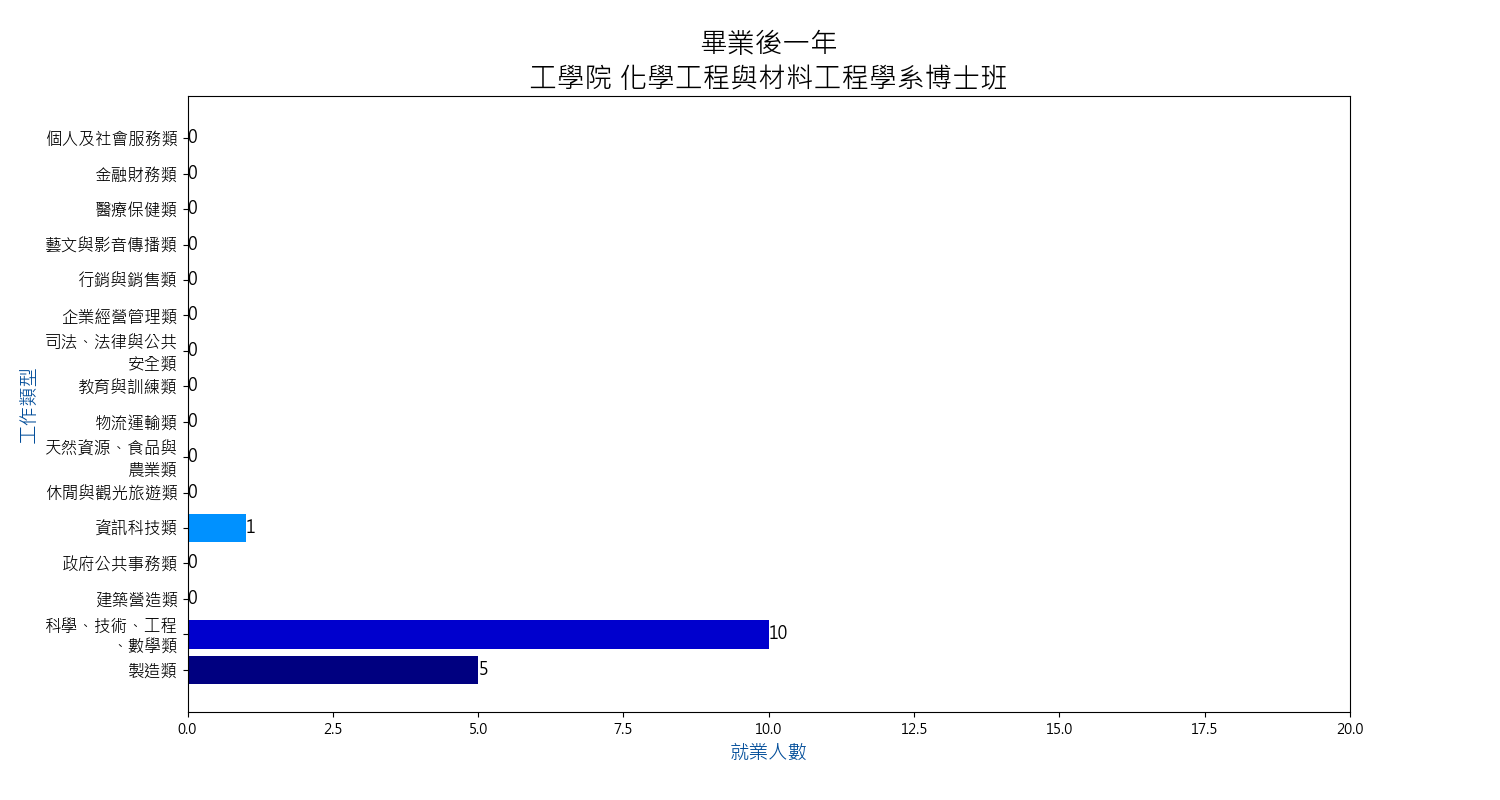 畢業後一年
工學院 化學工程與材料工程學系博士班
個人及社會服務類 0
金融財務類 0
醫療保健類 0
藝文與影音傳播類 0
行銷與銷售類 0
企業經營管理類 0
司法、法律與公共
安全類 0
教育與訓練類 0
物流運輸類 0
天然資源、食品與
農業類 0
休閒與觀光旅遊類 0
資訊科技類 1
政府公共事務類 0
建築營造類 0
科學、技術、工程
、數學類 10
製造類 5
工作類型
0.0 2.5 5.0 7.5 10.0 12.5 15.0 17.5 20.0
就業人數